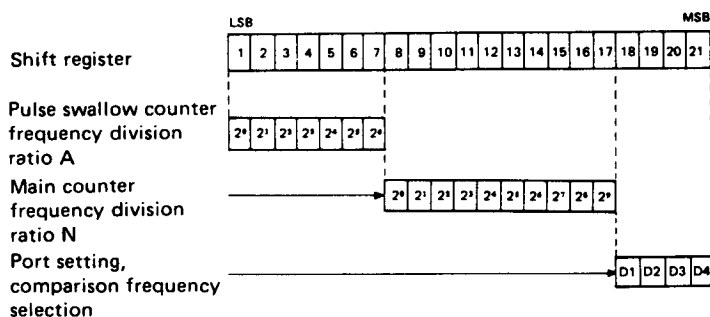 LSB MSB
Shift register 1 2 3 4 5 6 7 8 9 10 11 12 13 14 15 16 17 18 19 20 21
Pulse swallow counter
frequency division
ratio A
2⁰ 2¹ 2² 2³ 2⁴ 2⁵ 2⁶
Main counter
frequency division
ratio N
2⁰ 2¹ 2² 2³ 2⁴ 2⁵ 2⁶ 2⁷ 2⁸ 2⁹
Port setting,
comparison frequency
selection
D1 D2 D3 D4